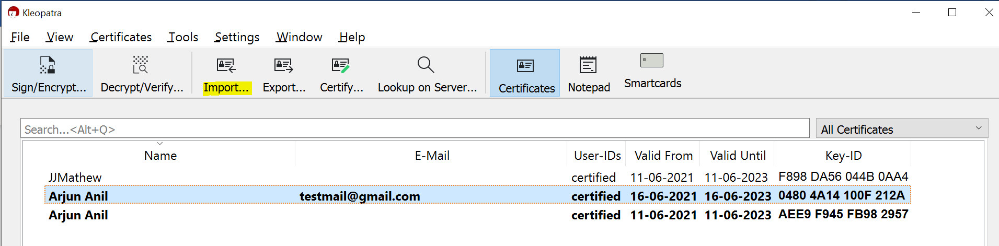 Kleopatra
File View Certificates Tools Settings Window Help
Sign/Encrypt... Decrypt/Verify... Import... Export... Certify... Lookup on Server... Certificates Notepad Smartcards
Search...<Alt+Q> All Certificates
Name E-Mail User-IDs Valid From Valid Until Key-ID
JJMathew certified 11-06-2021 11-06-2023 F898 DA56 044B 0AA4
Arjun Anil testmail@gmail.com certified 16-06-2021 16-06-2023 0480 4A14 100F 212A
Arjun Anil certified 11-06-2021 11-06-2023 AEE9 F945 FB98 2957